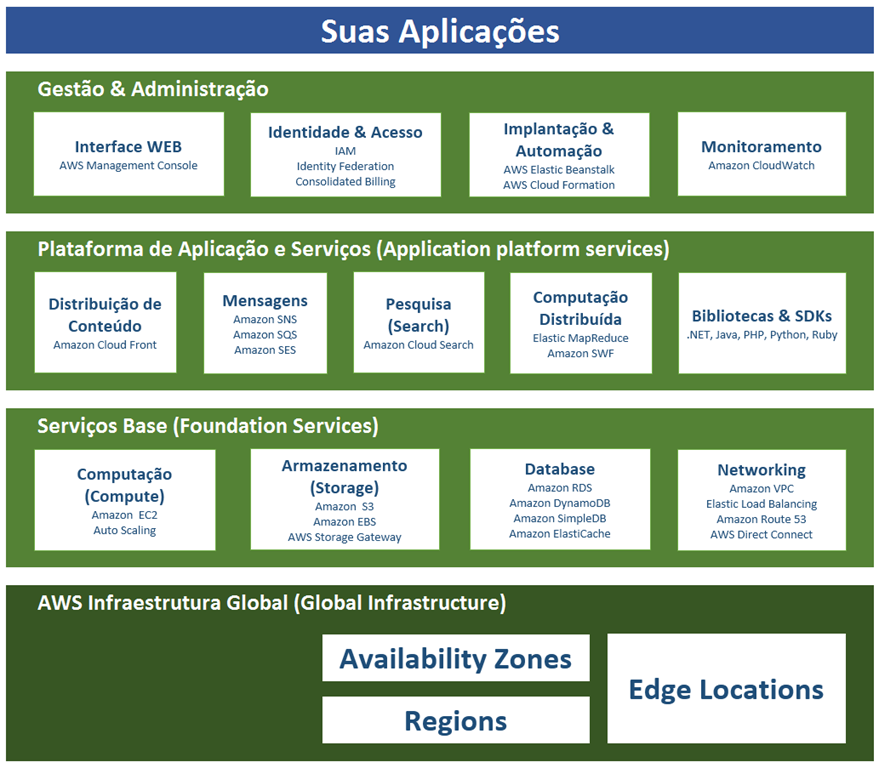 Suas Aplicações
Gestão & Administração
Interface WEB
AWS Management Console
Identidade & Acesso
IAM
Identity Federation
Consolidated Billing
Implantação &
Automação
AWS Elastic Beanstalk
AWS Cloud Formation
Monitoramento
Amazon CloudWatch
Plataforma de Aplicação e Serviços (Application platform services)
Distribuição de
Conteúdo
Amazon Cloud Front
Mensagens
Amazon SNS
Amazon SQS
Amazon SES
Pesquisa
(Search)
Amazon Cloud Search
Computação
Distribuída
Elastic MapReduce
Amazon SWF
Bibliotecas & SDKs
.NET, Java, PHP, Python, Ruby
Serviços Base (Foundation Services)
Computação
(Compute)
Amazon EC2
Auto Scaling
Armazenamento
(Storage)
Amazon S3
Amazon EBS
AWS Storage Gateway
Database
Amazon RDS
Amazon DynamoDB
Amazon SimpleDB
Amazon ElastiCache
Networking
Amazon VPC
Elastic Load Balancing
Amazon Route 53
AWS Direct Connect
AWS Infraestrutura Global (Global Infrastructure)
Availability Zones
Regions
Edge Locations